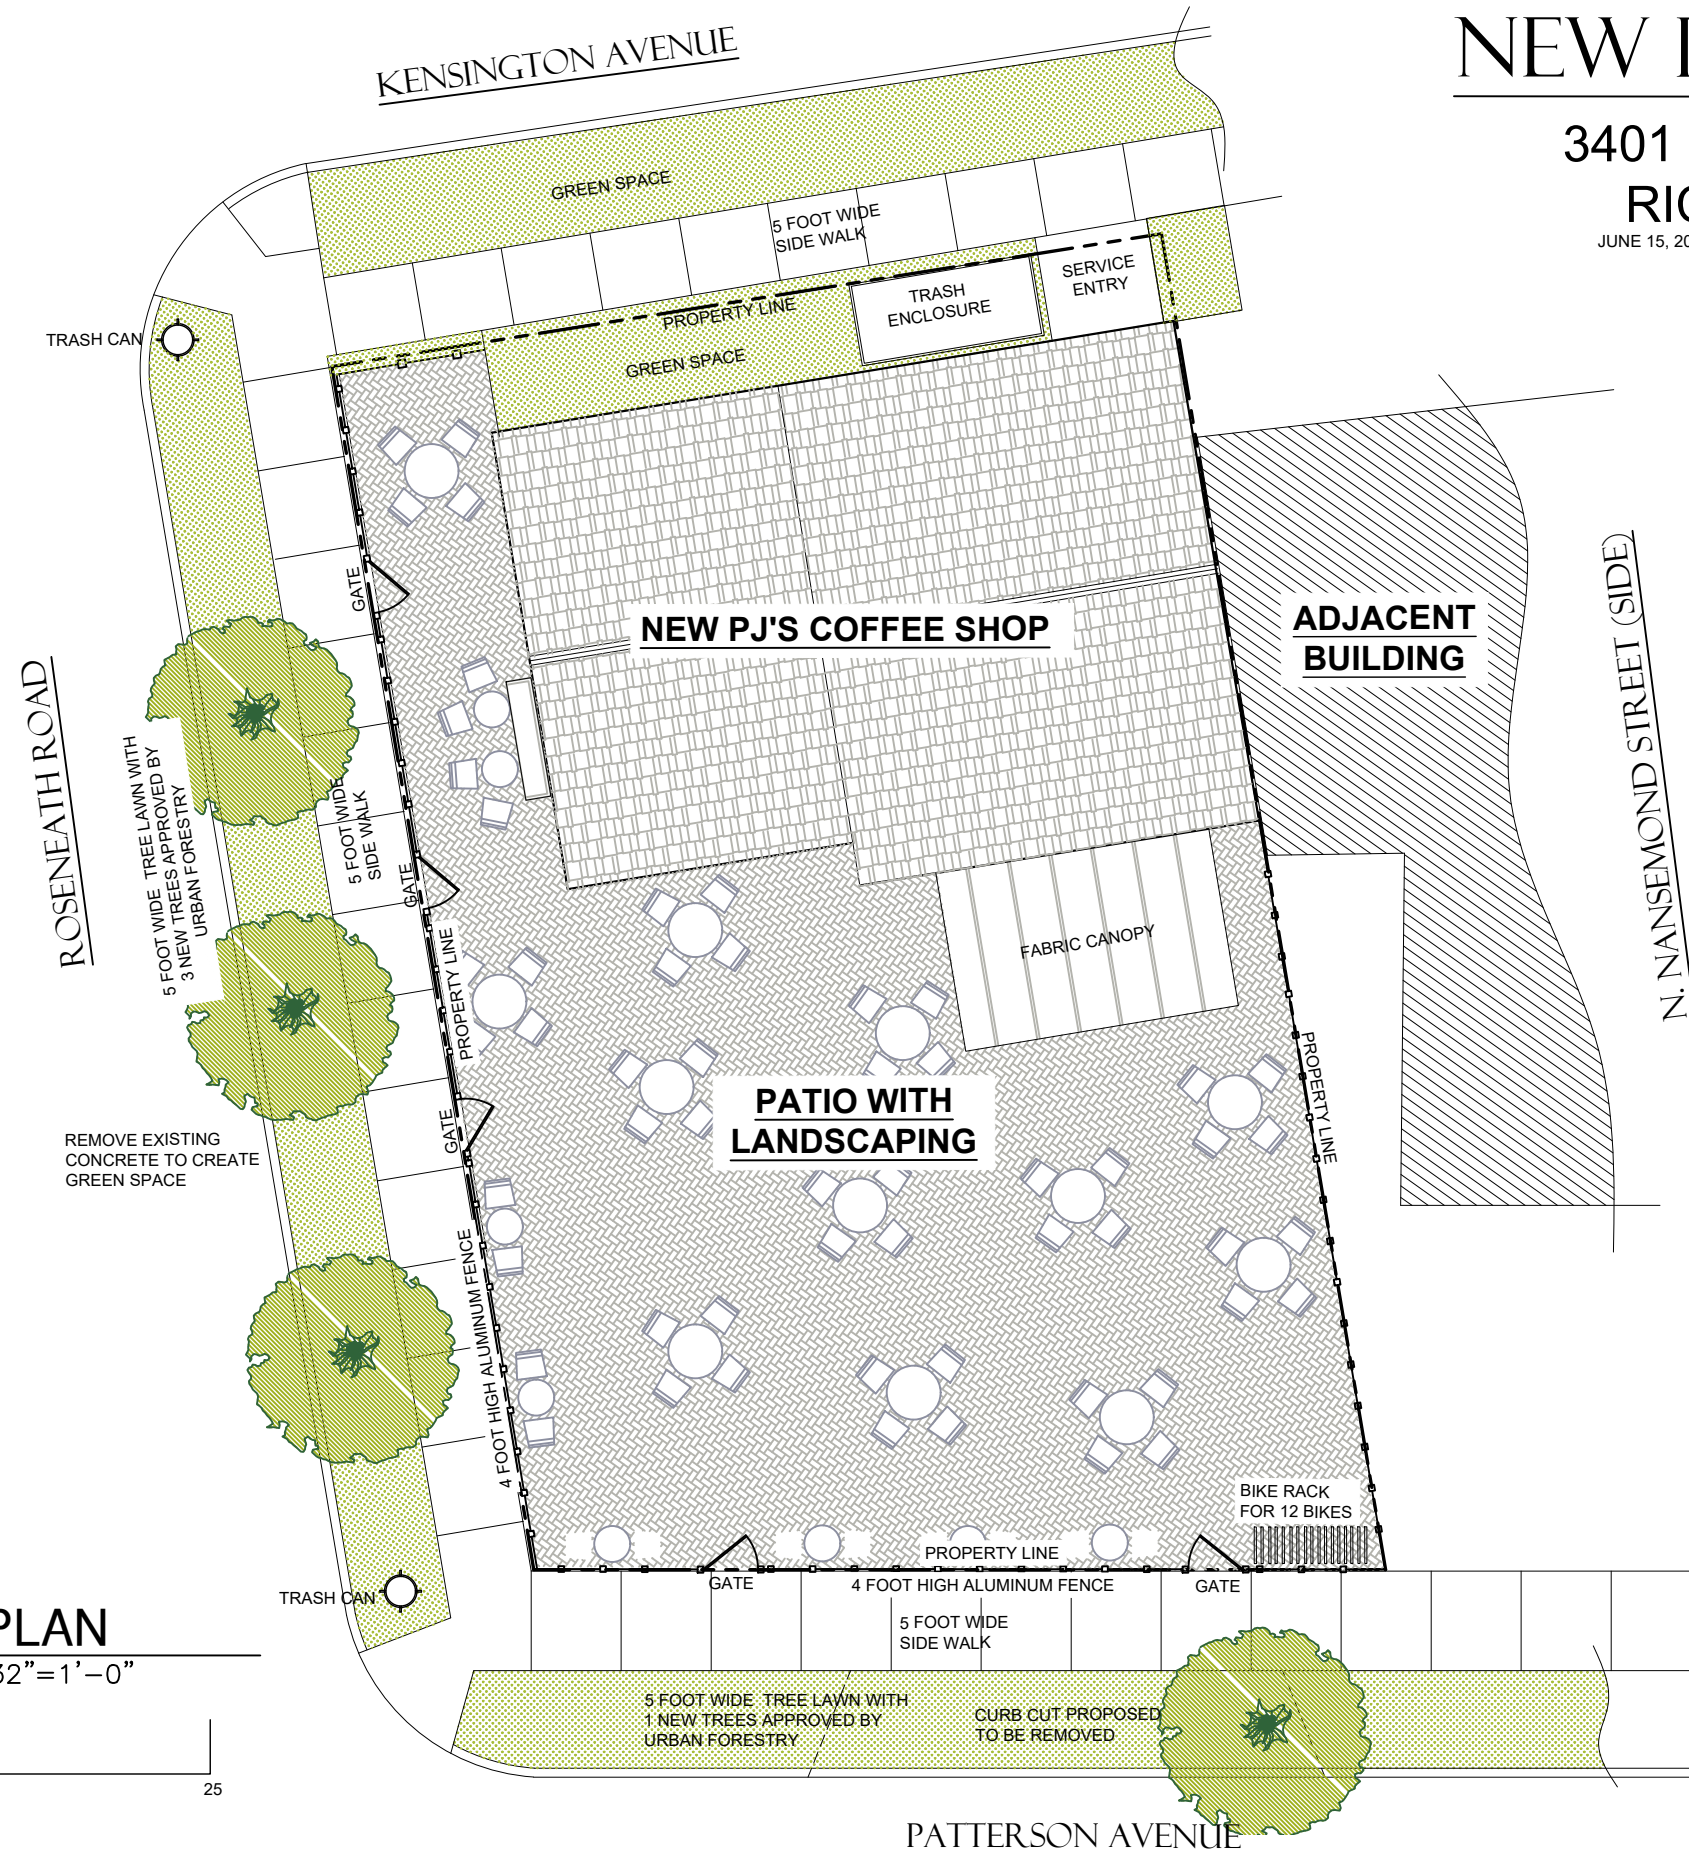 KENSINGTON AVENUE
NEW
3401
JUNE 15, 20
GREEN SPACE
5 FOOT WIDE
SIDE WALK
SERVICE
ENTRY
TRASH
ENCLOSURE
PROPERTY LINE
GREEN SPACE
TRASH CAN
GATE
NEW PJ'S COFFEE SHOP
ADJACENT
BUILDING
N. NANSEMOND STREET (SIDE)
ROSENEATH ROAD
5 FOOT WIDE TREE LAWN WITH
3 NEW TREES APPROVED BY
URBAN FORESTRY
5 FOOT WIDE
SIDE WALK
GATE
PROPERTY LINE
FABRIC CANOPY
PROPERTY LINE
GATE
PATIO WITH
LANDSCAPING
REMOVE EXISTING
CONCRETE TO CREATE
GREEN SPACE
4 FOOT HIGH ALUMINUM FENCE
BIKE RACK
FOR 12 BIKES
PROPERTY LINE
GATE
4 FOOT HIGH ALUMINUM FENCE
GATE
TRASH CAN
5 FOOT WIDE
SIDE WALK
PLAN
32"=1'-0"
25
5 FOOT WIDE TREE LAWN WITH
1 NEW TREES APPROVED BY
URBAN FORESTRY
CURB CUT PROPOSED
TO BE REMOVED
PATTERSON AVENUE